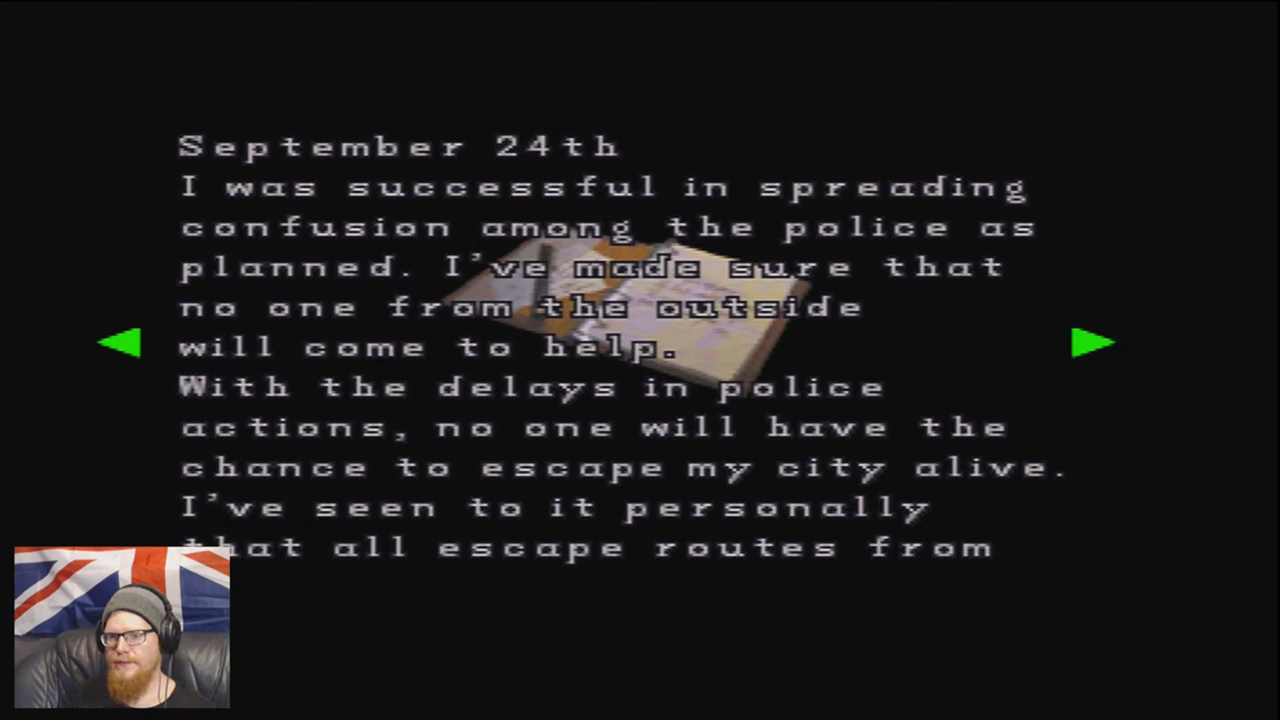 September 24th
I was successful in spreading
confusion among the police as
planned. I've made sure that
no one from the outside
will come to help.
With the delays in police
actions, no one will have the
chance to escape my city alive.
I've seen to it personally
that all escape routes from